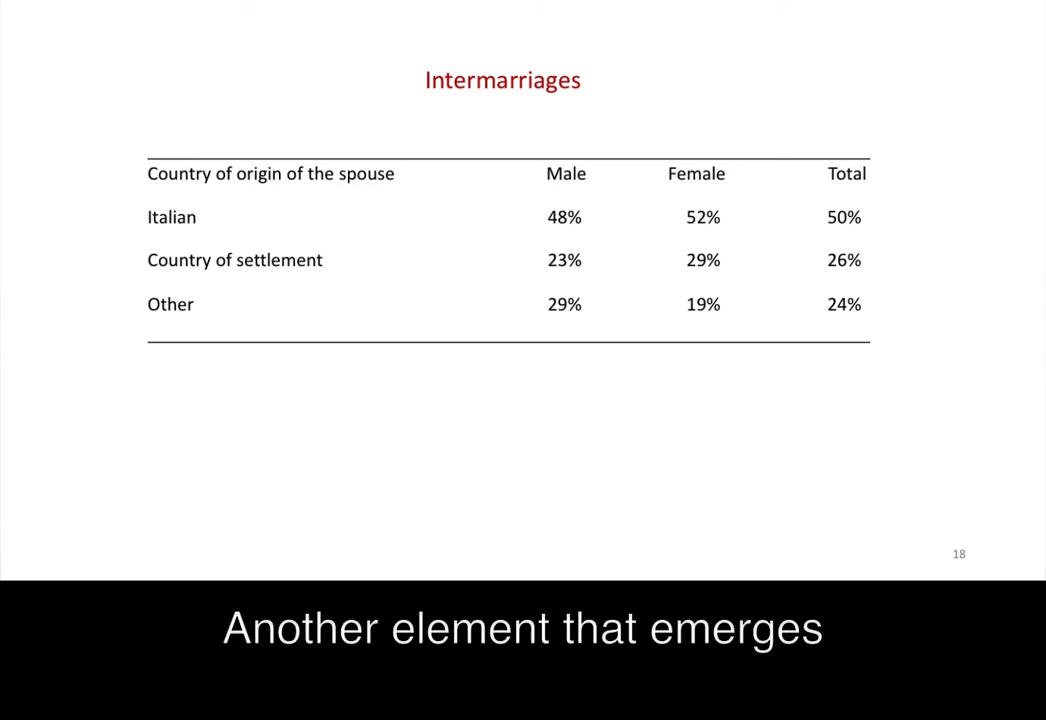 Intermarriages
Country of origin of the spouse Male Female Total
Italian 48% 52% 50%
Country of settlement 23% 29% 26%
Other 29% 19% 24%
18
Another element that emerges